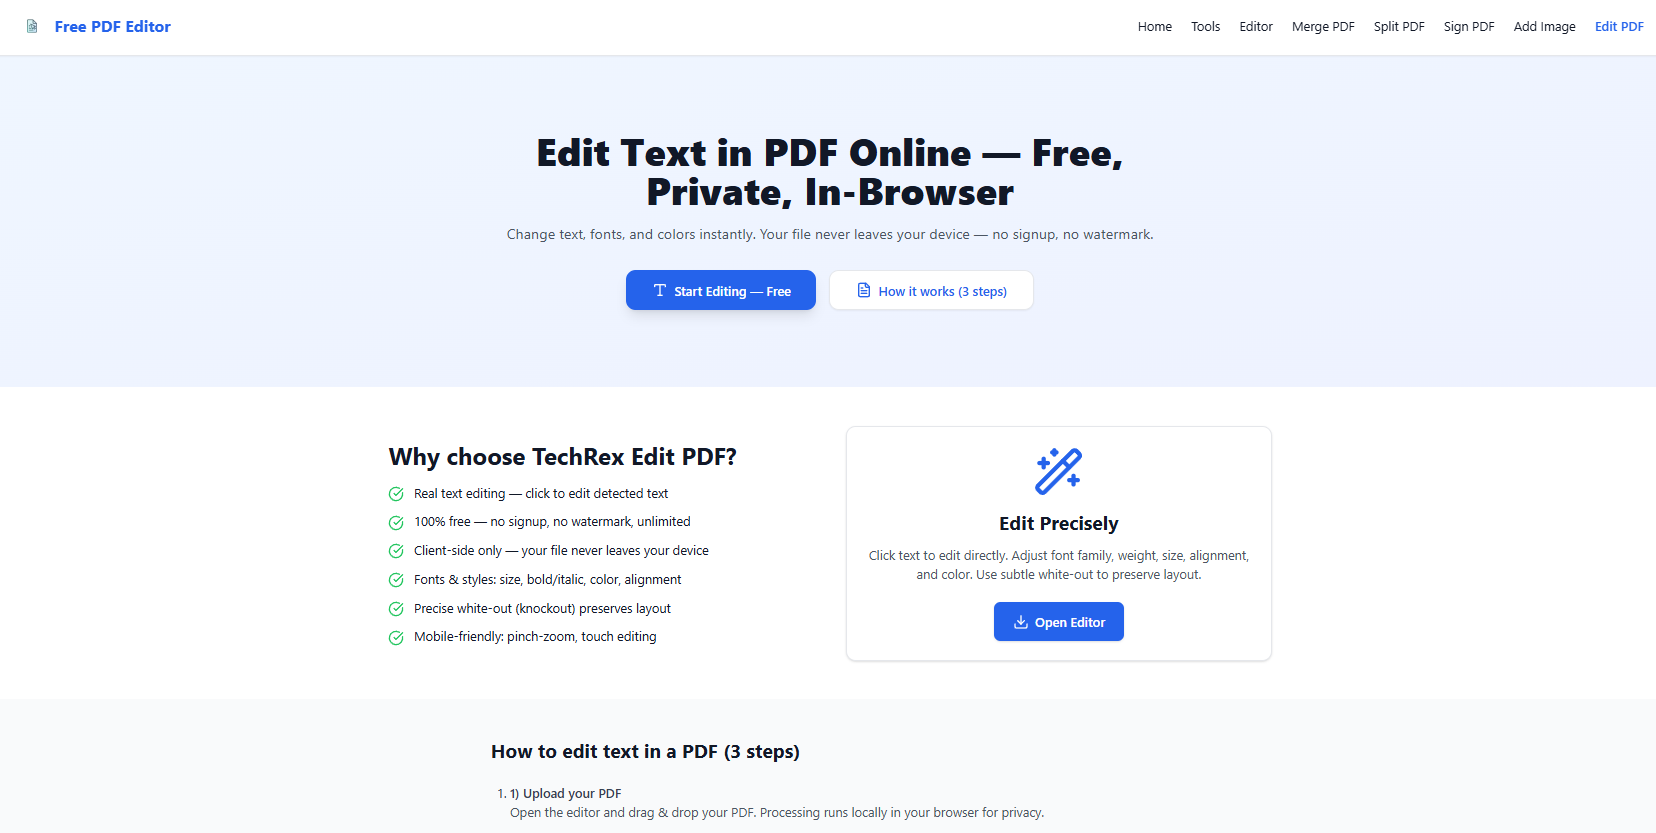 Free PDF Editor
Home Tools Editor Merge PDF Split PDF Sign PDF Add Image Edit PDF
Edit Text in PDF Online — Free,
Private, In-Browser
Change text, fonts, and colors instantly. Your file never leaves your device — no signup, no watermark.
Start Editing — Free
How it works (3 steps)
Why choose TechRex Edit PDF?
Real text editing — click to edit detected text
100% free — no signup, no watermark, unlimited
Client-side only — your file never leaves your device
Fonts & styles: size, bold/italic, color, alignment
Precise white-out (knockout) preserves layout
Mobile-friendly: pinch-zoom, touch editing
Edit Precisely
Click text to edit directly. Adjust font family, weight, size, alignment,
and color. Use subtle white-out to preserve layout.
Open Editor
How to edit text in a PDF (3 steps)
1. 1) Upload your PDF
Open the editor and drag & drop your PDF. Processing runs locally in your browser for privacy.